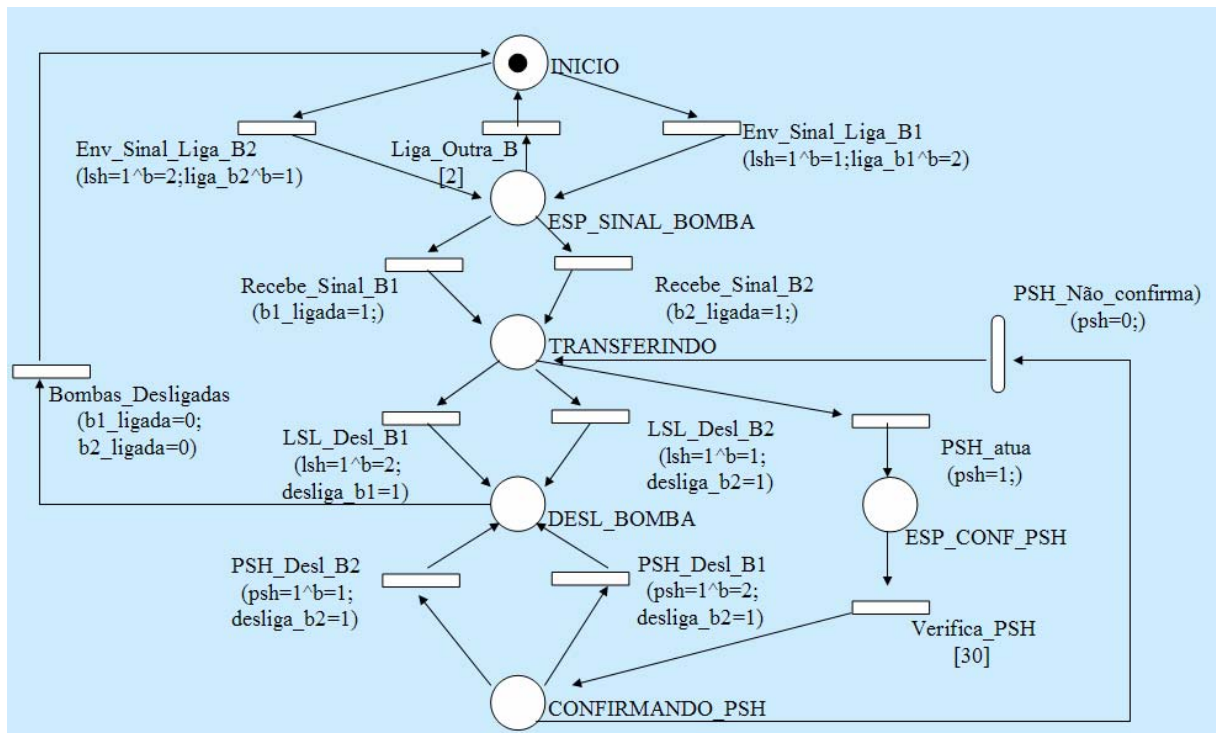 INICIO
Env_Sinal_Liga_B2
(lsh=1^b=2;liga_b2^b=1)
Liga_Outra_B
[2]
Env_Sinal_Liga_B1
(lsh=1^b=1;liga_b1^b=2)
ESP_SINAL_BOMBA
Recebe_Sinal_B1
(b1_ligada=1;)
Recebe_Sinal_B2
(b2_ligada=1;)
PSH_Não_confirma)
(psh=0;)
TRANSFERINDO
Bombas_Desligadas
(b1_ligada=0;
b2_ligada=0)
LSL_Desl_B1
(lsh=1^b=2;
desliga_b1=1)
LSL_Desl_B2
(lsh=1^b=1;
desliga_b2=1)
PSH_atua
(psh=1;)
DESL_BOMBA
ESP_CONF_PSH
PSH_Desl_B2
(psh=1^b=1;
desliga_b2=1)
PSH_Desl_B1
(psh=1^b=2;
desliga_b2=1)
Verifica_PSH
[30]
CONFIRMANDO_PSH